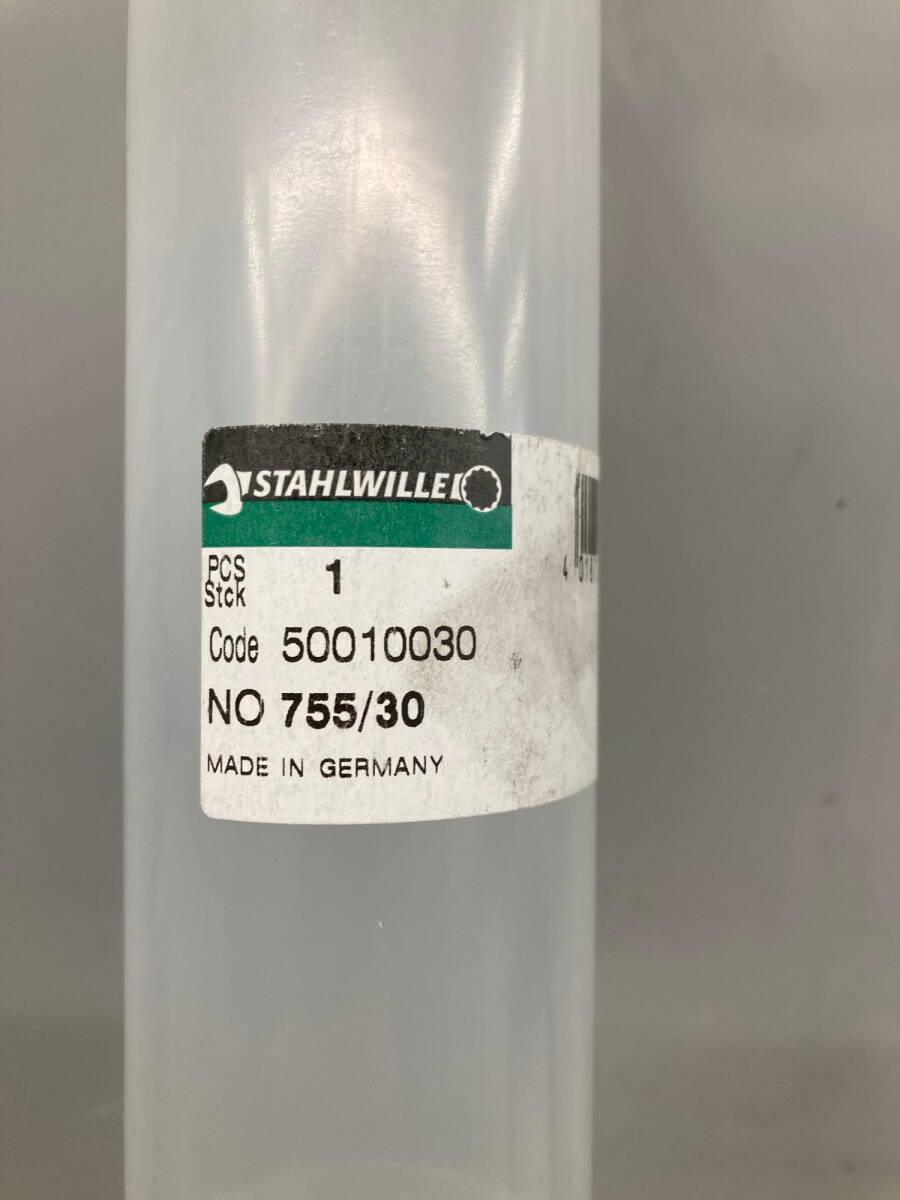 STAHLWILLE
PCS 1
Stck
Code 50010030
NO 755/30
MADE IN GERMANY